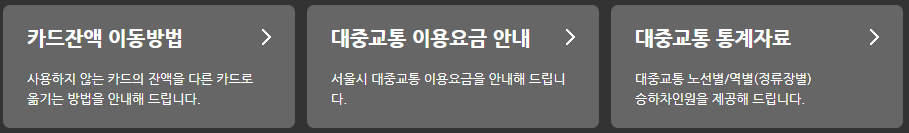 카드잔액 이동방법
사용하지 않는 카드의 잔액을 다른 카드로
옮기는 방법을 안내해 드립니다.
대중교통 이용요금 안내
서울시 대중교통 이용요금을 안내해 드립니
다.
대중교통 통계자료
대중교통 노선별/역별(정류장별)
승하차인원을 제공해 드립니다.